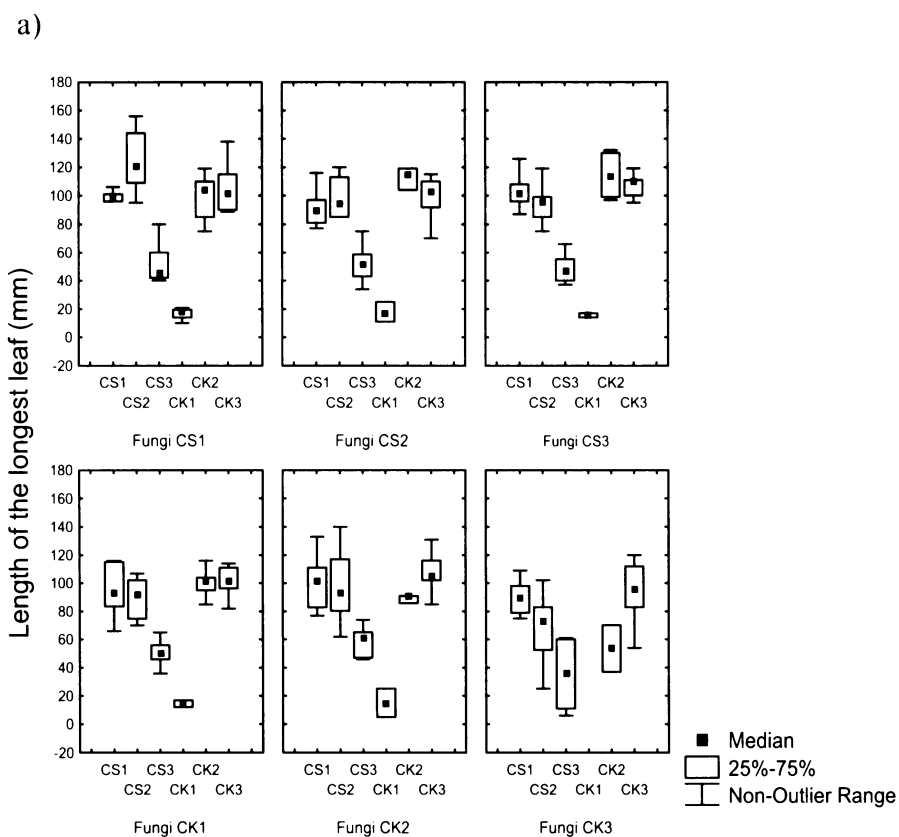 a)
Length of the longest leaf (mm)
180
160
140
120
100
80
60
40
20
0
-20
CS1 CS3 CK2
CS2 CK1 CK3
Fungi CS1
CS1 CS3 CK2
CS2 CK1 CK3
Fungi CS2
CS1 CS3 CK2
CS2 CK1 CK3
Fungi CS3
180
160
140
120
100
80
60
40
20
0
-20
CS1 CS3 CK2
CS2 CK1 CK3
Fungi CK1
CS1 CS3 CK2
CS2 CK1 CK3
Fungi CK2
CS1 CS3 CK2
CS2 CK1 CK3
Fungi CK3
Median
25%-75%
Non-Outlier Range